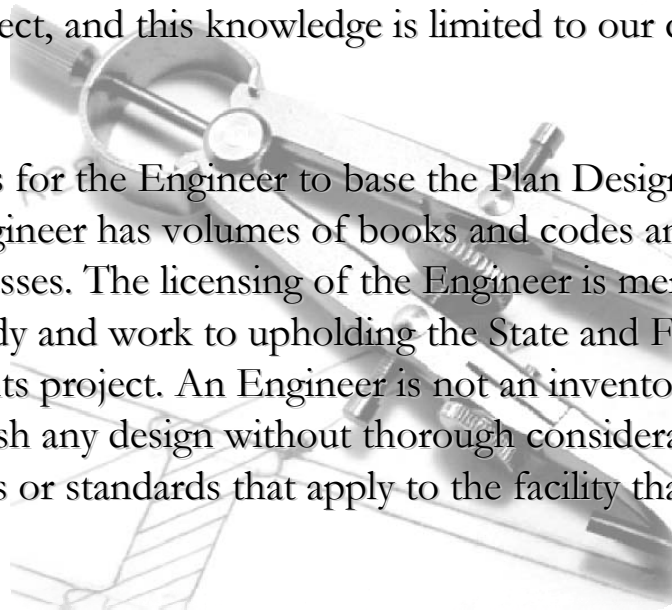 ect, and this knowledge is limited to our
s for the Engineer to base the Plan Desig
gineer has volumes of books and codes a
sses. The licensing of the Engineer is me
dy and work to upholding the State and F
its project. An Engineer is not an invento
sh any design without thorough considera
s or standards that apply to the facility tha